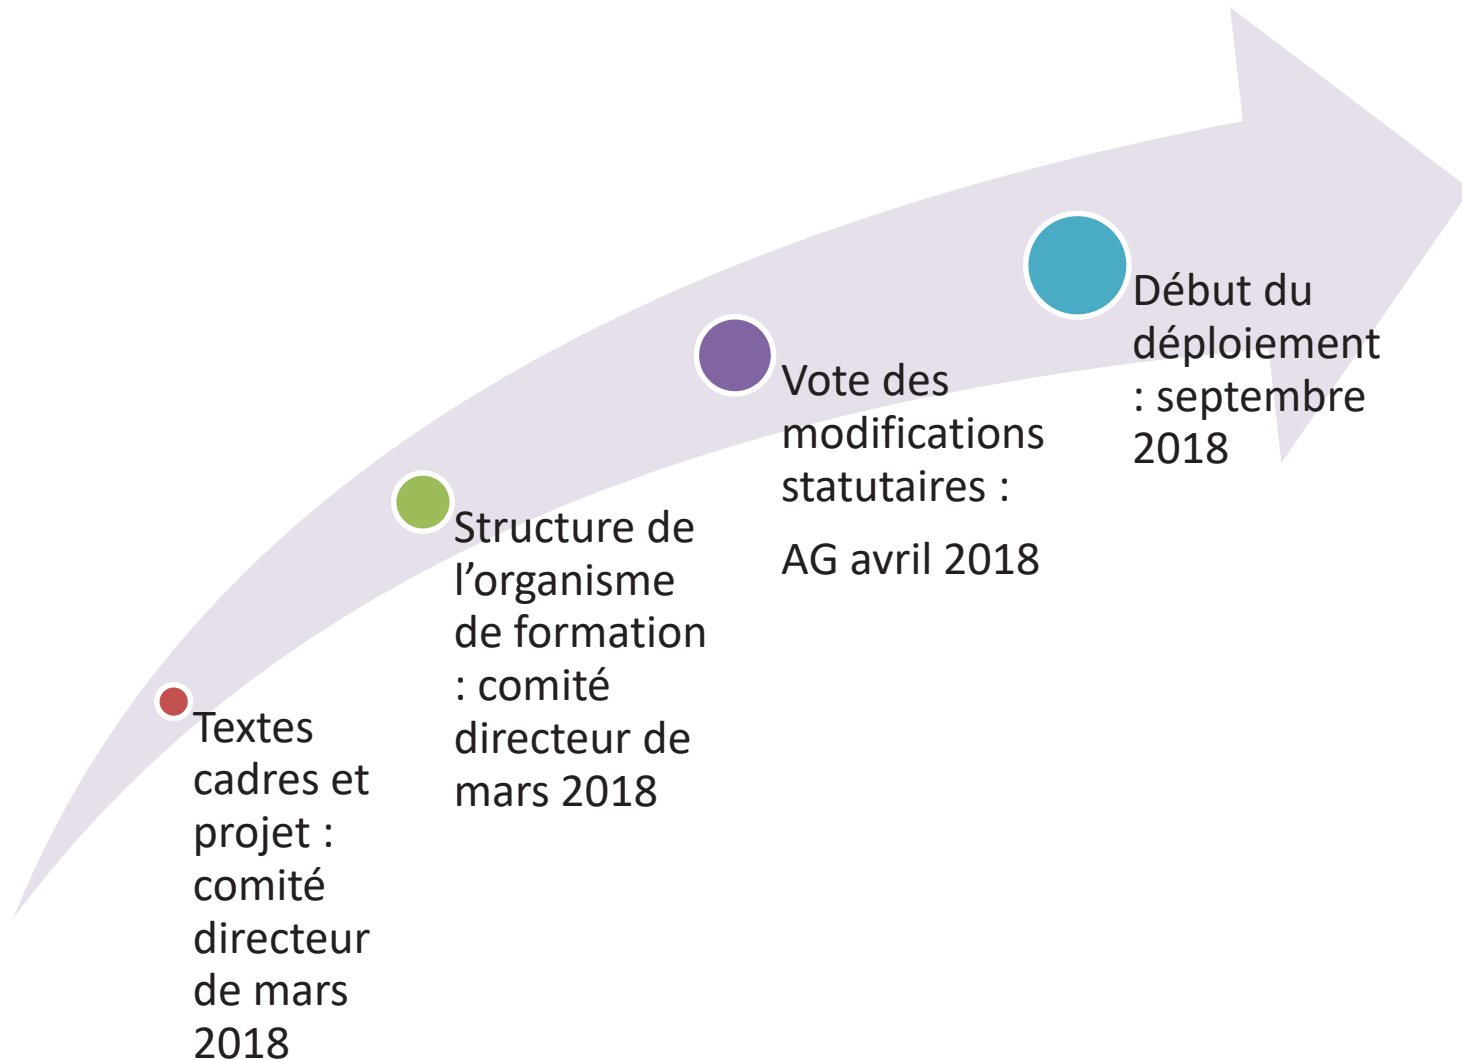 Textes
cadres et
projet :
comité
directeur
de mars
2018
Structure de
l’organisme
de formation
: comité
directeur de
mars 2018
Vote des
modifications
statutaires :
AG avril 2018
Début du
déploiement
: septembre
2018